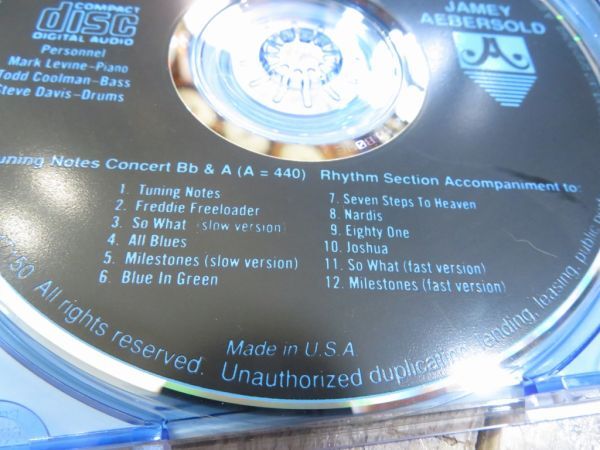 COMPACT
disc
DIGITAL AUDIO
Personnel
Mark Levine-Piano
Todd Coolman-Bass
Steve Davis-Drums
JAMEY
AEBERSOLD
A
Tuning Notes Concert Bb & A (A = 440) Rhythm Section Accompaniment to:
1. Tuning Notes
2. Freddie Freeloader
3. So What (slow version)
4. All Blues
5. Milestones (slow version)
6. Blue In Green
7. Seven Steps To Heaven
8. Nardis
9. Eighty One
10. Joshua
11. So What (fast version)
12. Milestones (fast version)
Made in U.S.A.
50 All rights reserved. Unauthorized duplication, lending, leasing, public